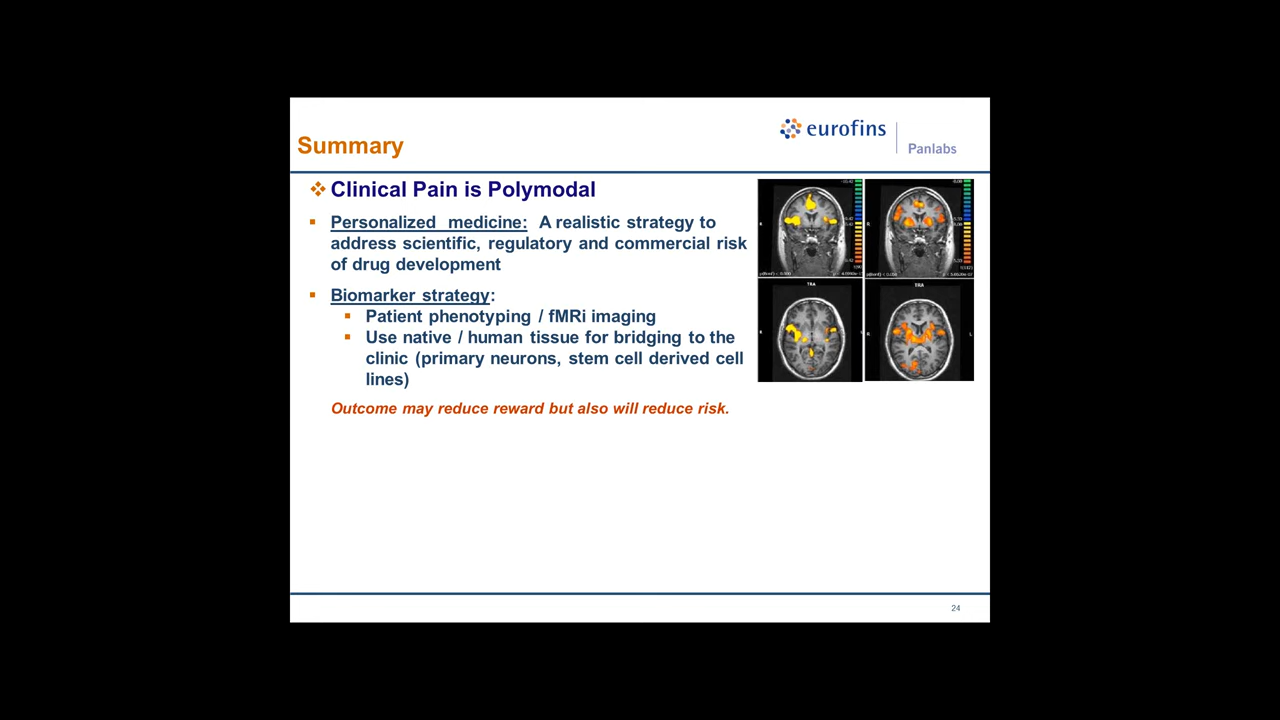 eurofins
Panlabs
Summary
Clinical Pain is Polymodal
Personalized medicine: A realistic strategy to
address scientific, regulatory and commercial risk
of drug development
Biomarker strategy:
Patient phenotyping / fMRi imaging
Use native / human tissue for bridging to the
clinic (primary neurons, stem cell derived cell
lines)
Outcome may reduce reward but also will reduce risk.
TRA
TRA
R
R
L
24